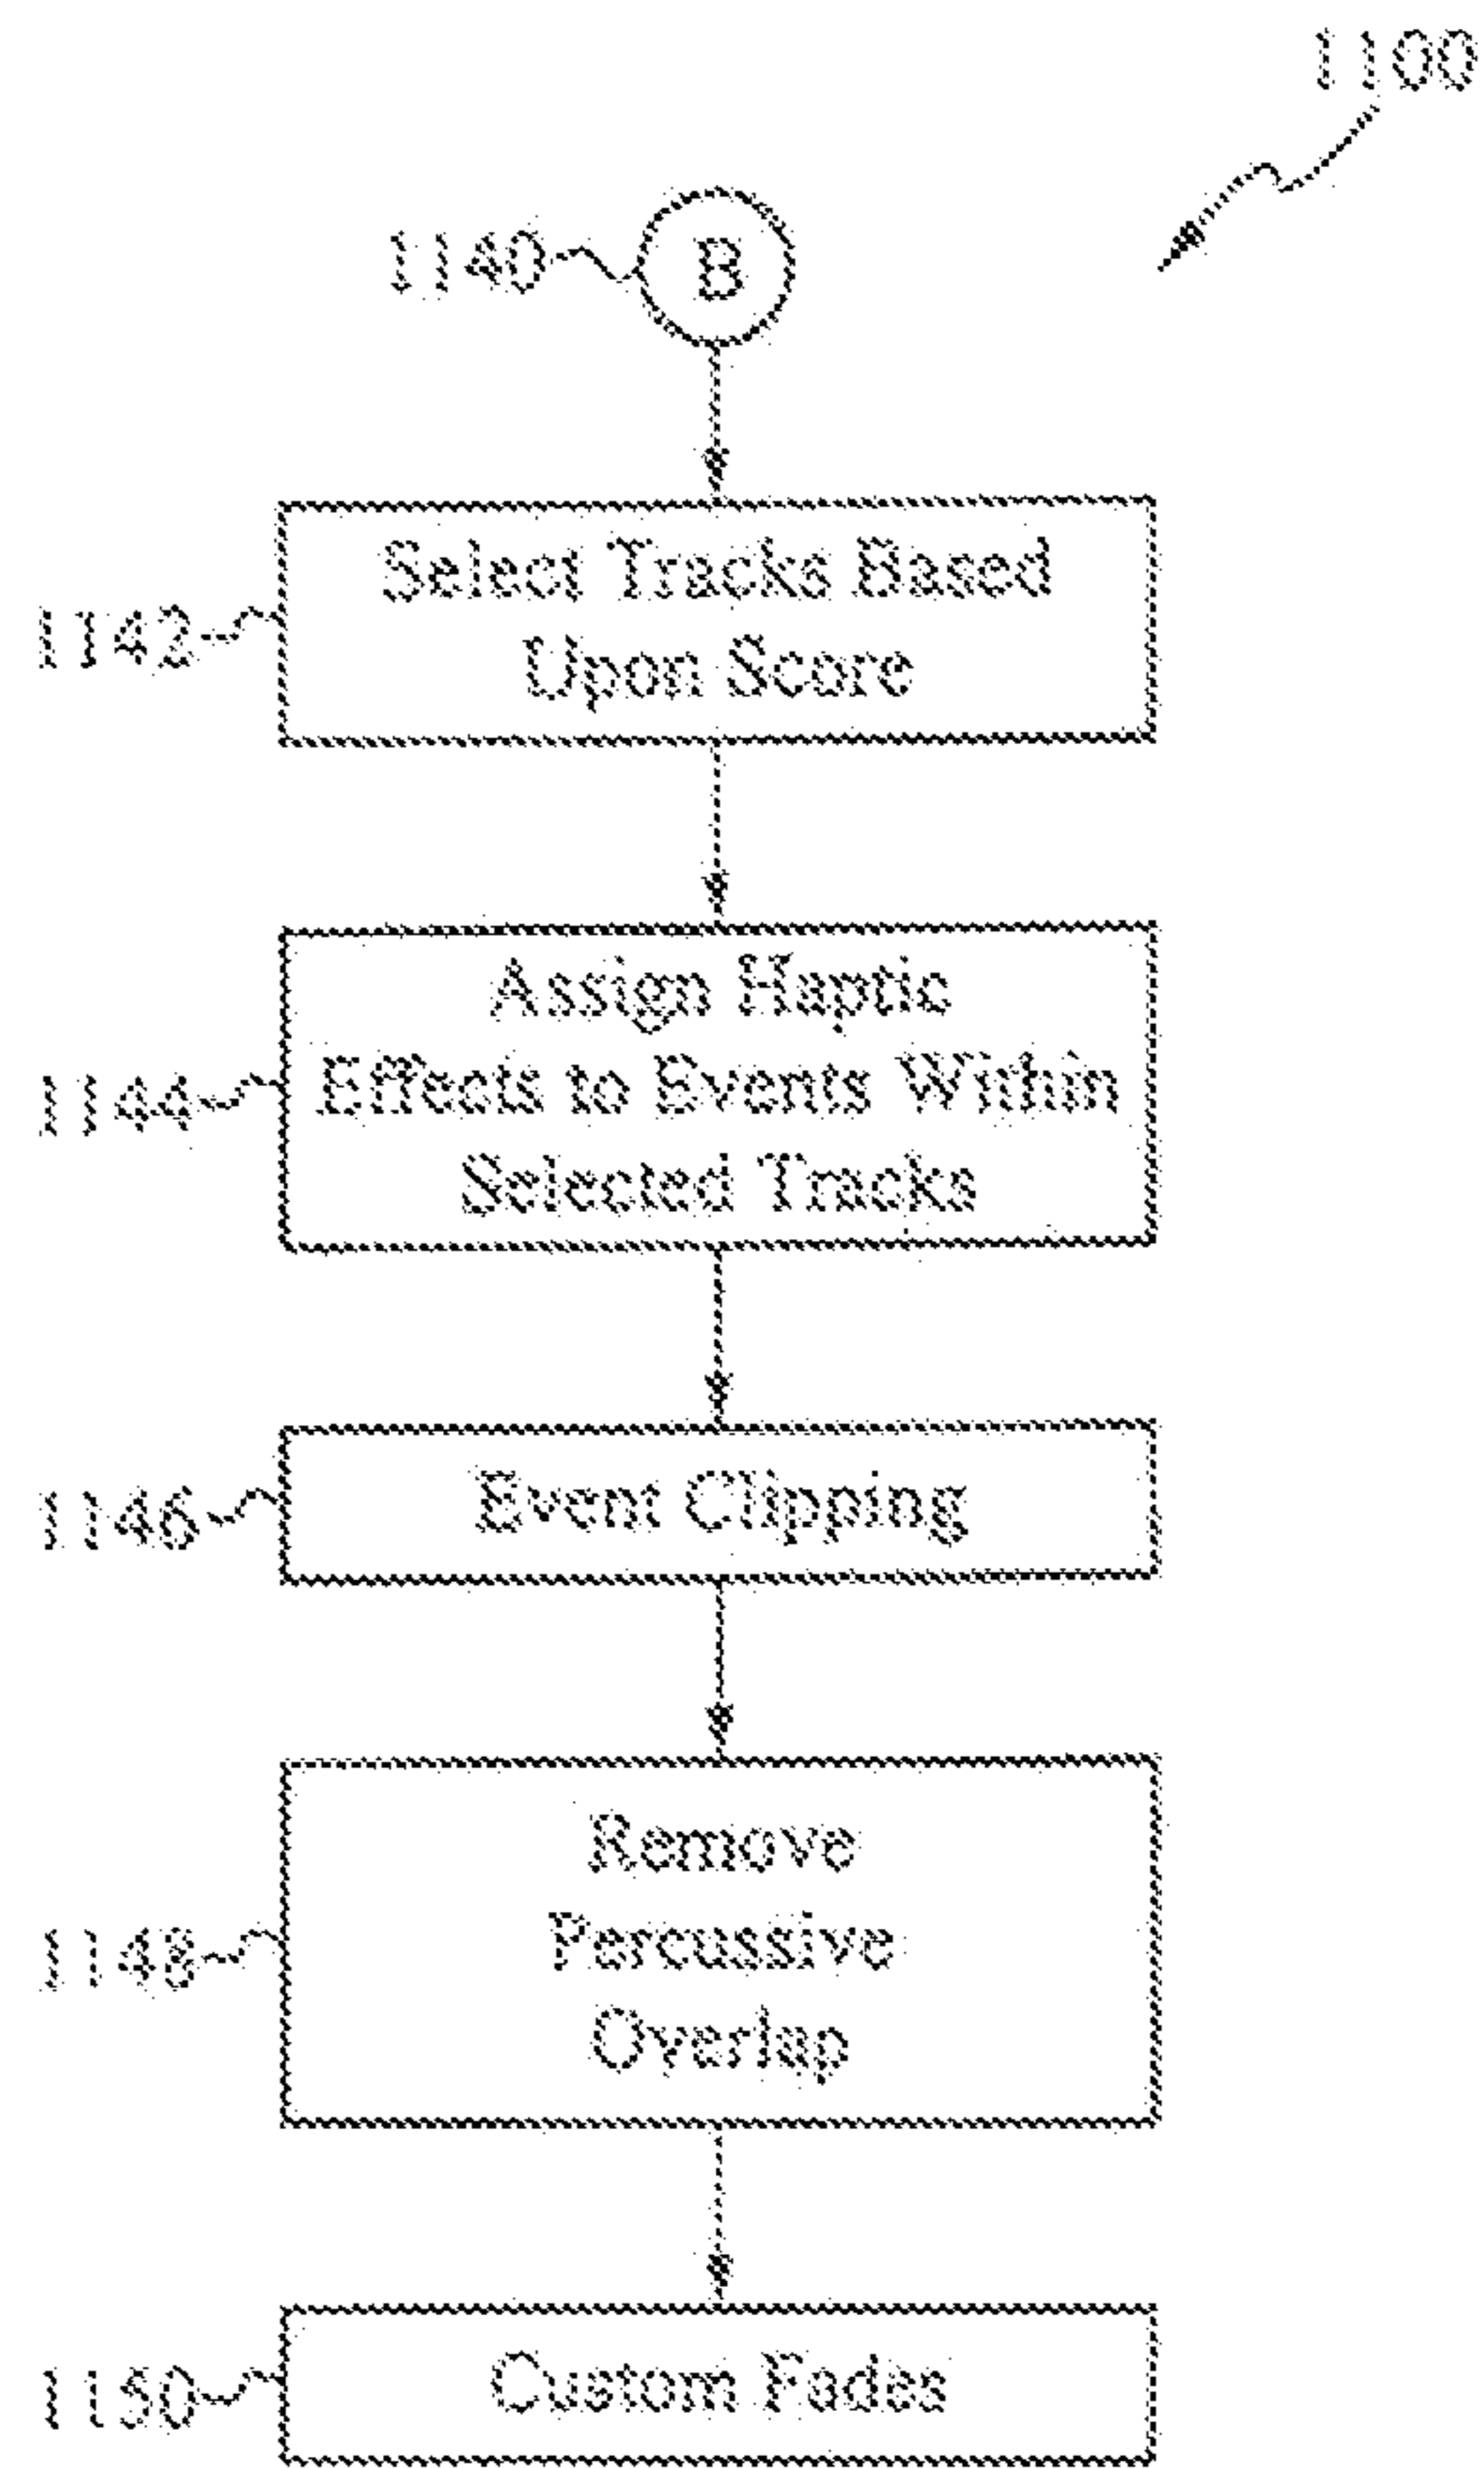 1100
1140
B
1142
Select Tracks Based
Upon Score
1144
Assign Haptic
Effects to Events Within
Selected Tracks
1146
Event Clipping
1148
Remove
Percussive
Overlap
1150
Custom Fades